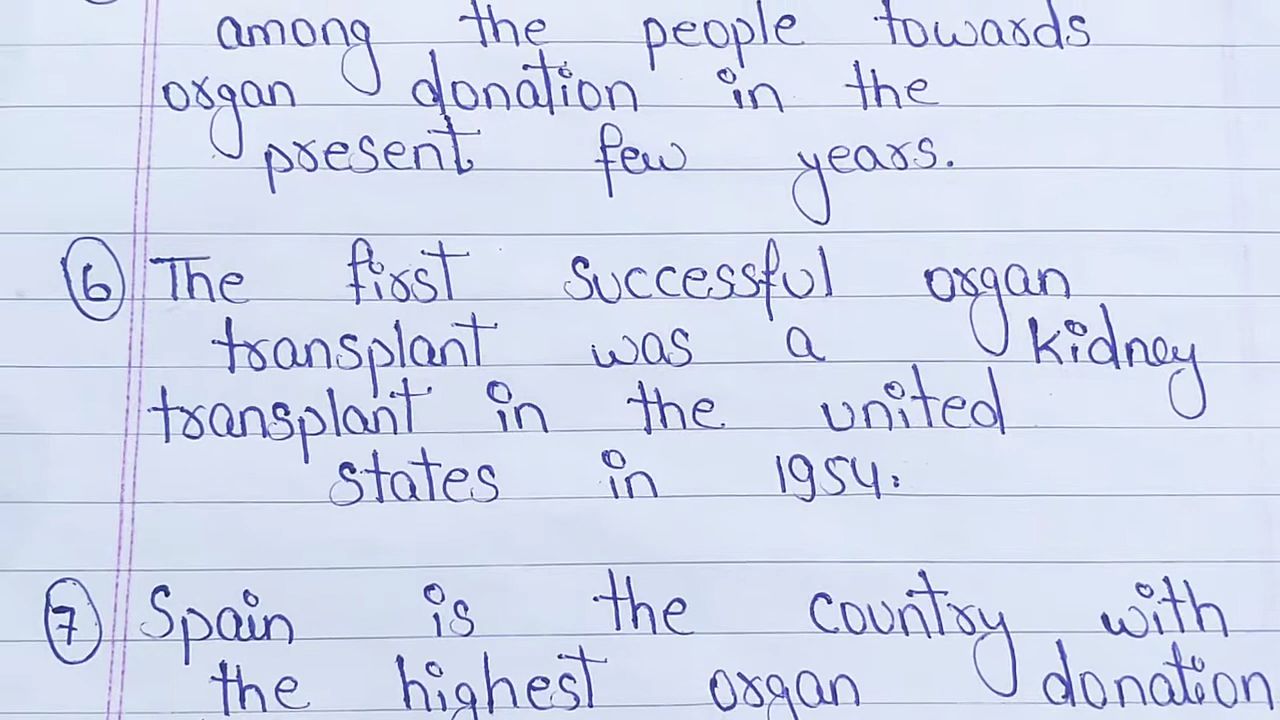 among the people towards
organ donation in the
present few years.
6 The first successful organ
transplant was a kidney
transplant in the united
states in 1954.
7 Spain is the country with
the highest organ donation